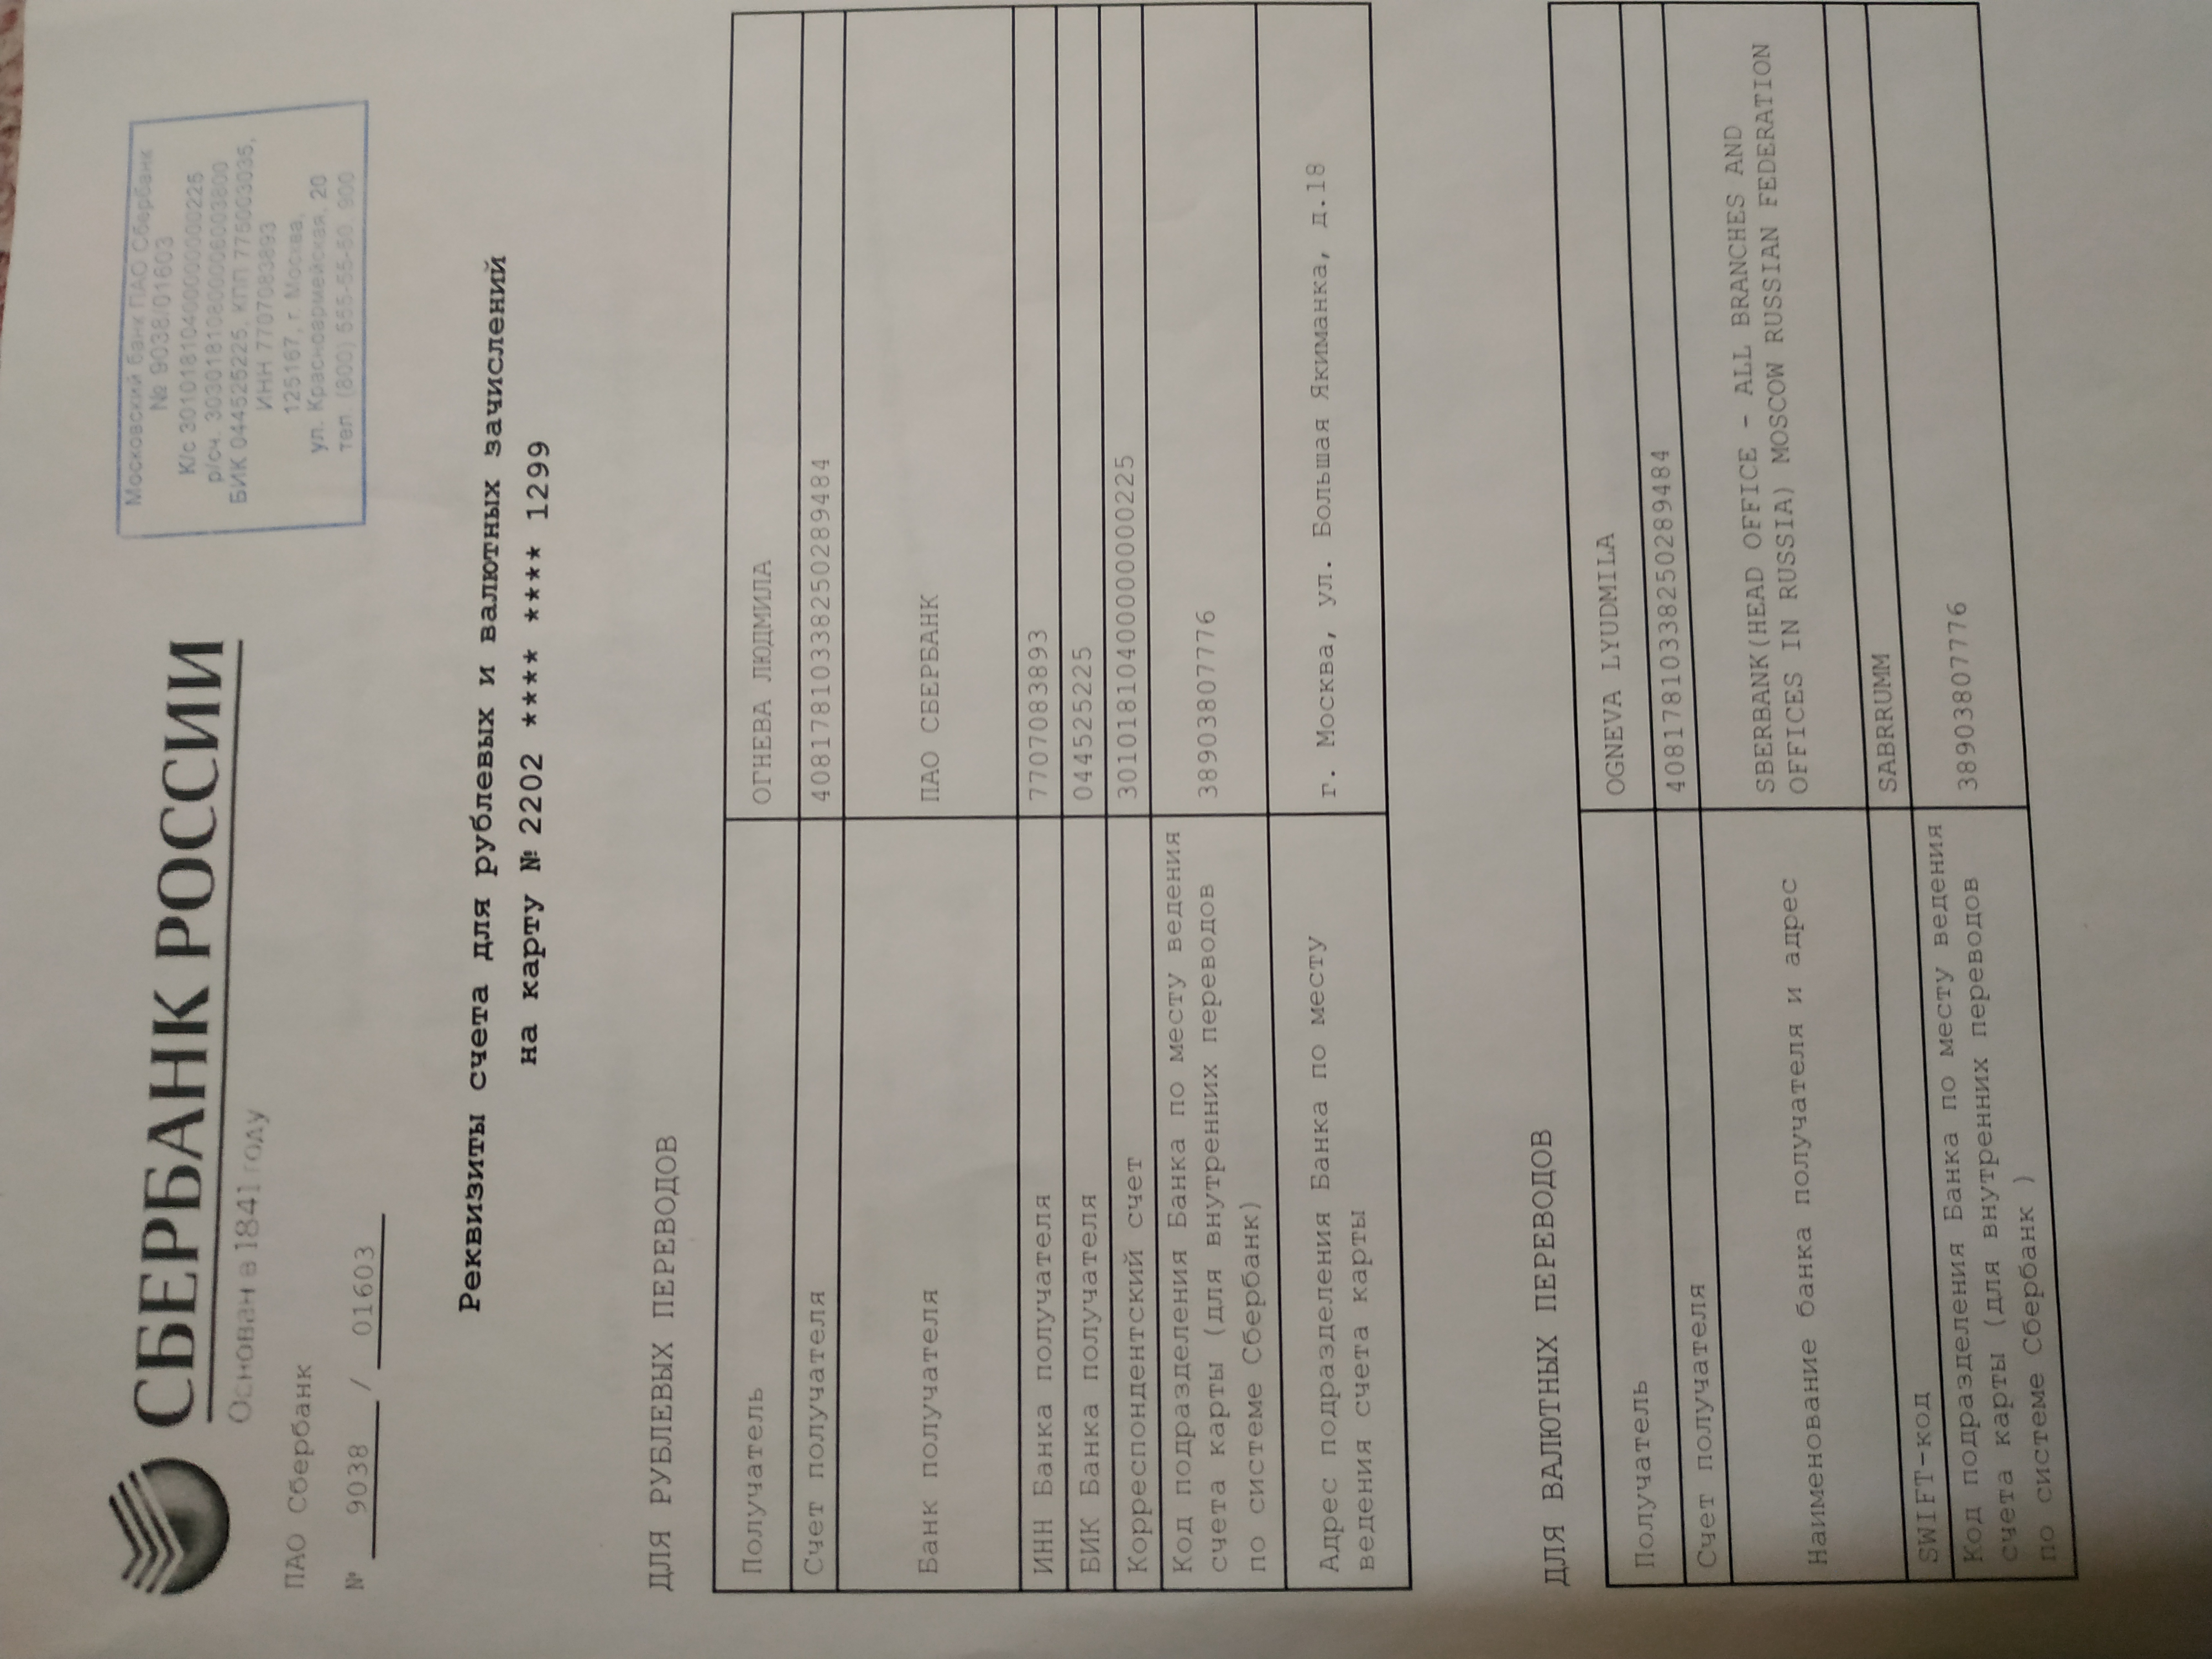 СБЕРБАНК РОССИИ
Основан в 1841 году
Московский банк ПАО Сбербанк
№ 9038/01603
К/с 30101810400000000225
р/сч. 30301810800006003800
БИК 044525225, КПП 775003035,
ИНН 7707083893
125167, г. Москва,
ул. Красноармейская, 20
тел. (800) 555-55-50, 900
ПАО Сбербанк
№ 9038 / 01603
Реквизиты счета для рублевых и валютных зачислений
на карту № 2202 **** **** 1299
ДЛЯ РУБЛЕВЫХ ПЕРЕВОДОВ
Получатель
ОГНЕВА ЛЮДМИЛА
Счет получателя
40817810338250289484
Банк получателя
ПАО СБЕРБАНК
ИНН Банка получателя
7707083893
БИК Банка получателя
044525225
Корреспондентский счет
30101810400000000225
Код подразделения Банка по месту ведения
счета карты (для внутренних переводов
по системе Сбербанк)
38903807776
Адрес подразделения Банка по месту
ведения счета карты
г. Москва, ул. Большая Якиманка, д.18
ДЛЯ ВАЛЮТНЫХ ПЕРЕВОДОВ
Получатель
OGNEVA LYUDMILA
Счет получателя
40817810338250289484
Наименование банка получателя и адрес
SBERBANK(HEAD OFFICE - ALL BRANCHES AND
OFFICES IN RUSSIA) MOSCOW RUSSIAN FEDERATION
SWIFT-код
SABRRUMM
Код подразделения Банка по месту ведения
счета карты (для внутренних переводов
по системе Сбербанк )
38903807776